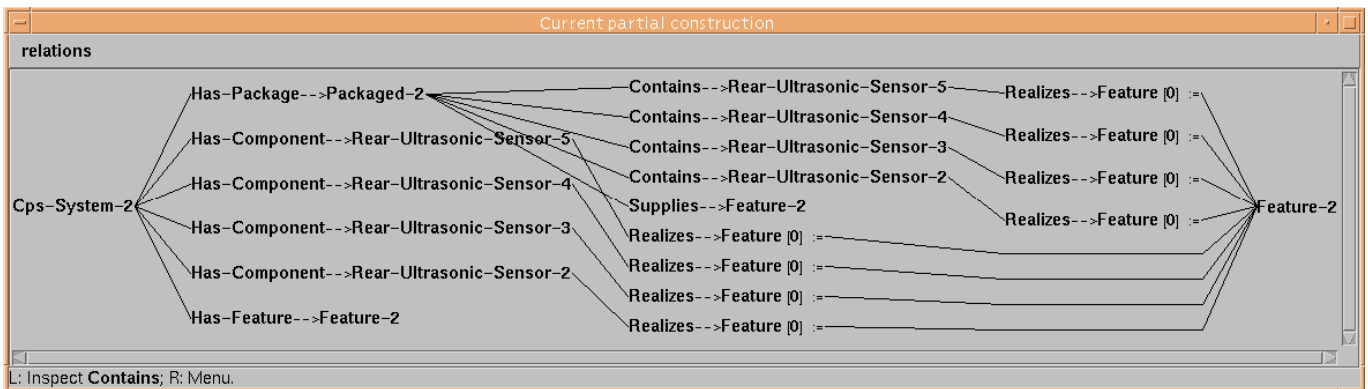 Current partial construction
relations
Has-Package-->Packaged-2
Has-Component-->Rear-Ultrasonic-Sensor-5
Has-Component-->Rear-Ultrasonic-Sensor-4
Cps-System-2
Has-Component-->Rear-Ultrasonic-Sensor-3
Has-Component-->Rear-Ultrasonic-Sensor-2
Has-Feature-->Feature-2
Contains-->Rear-Ultrasonic-Sensor-5
Contains-->Rear-Ultrasonic-Sensor-4
Contains-->Rear-Ultrasonic-Sensor-3
Contains-->Rear-Ultrasonic-Sensor-2
Supplies-->Feature-2
Realizes-->Feature [0] :=
Realizes-->Feature [0] :=
Realizes-->Feature [0] :=
Realizes-->Feature [0] :=
Realizes-->Feature [0] :=
Realizes-->Feature [0] :=
Realizes-->Feature [0] :=
Realizes-->Feature [0] :=
Feature-2
L: Inspect Contains; R: Menu.